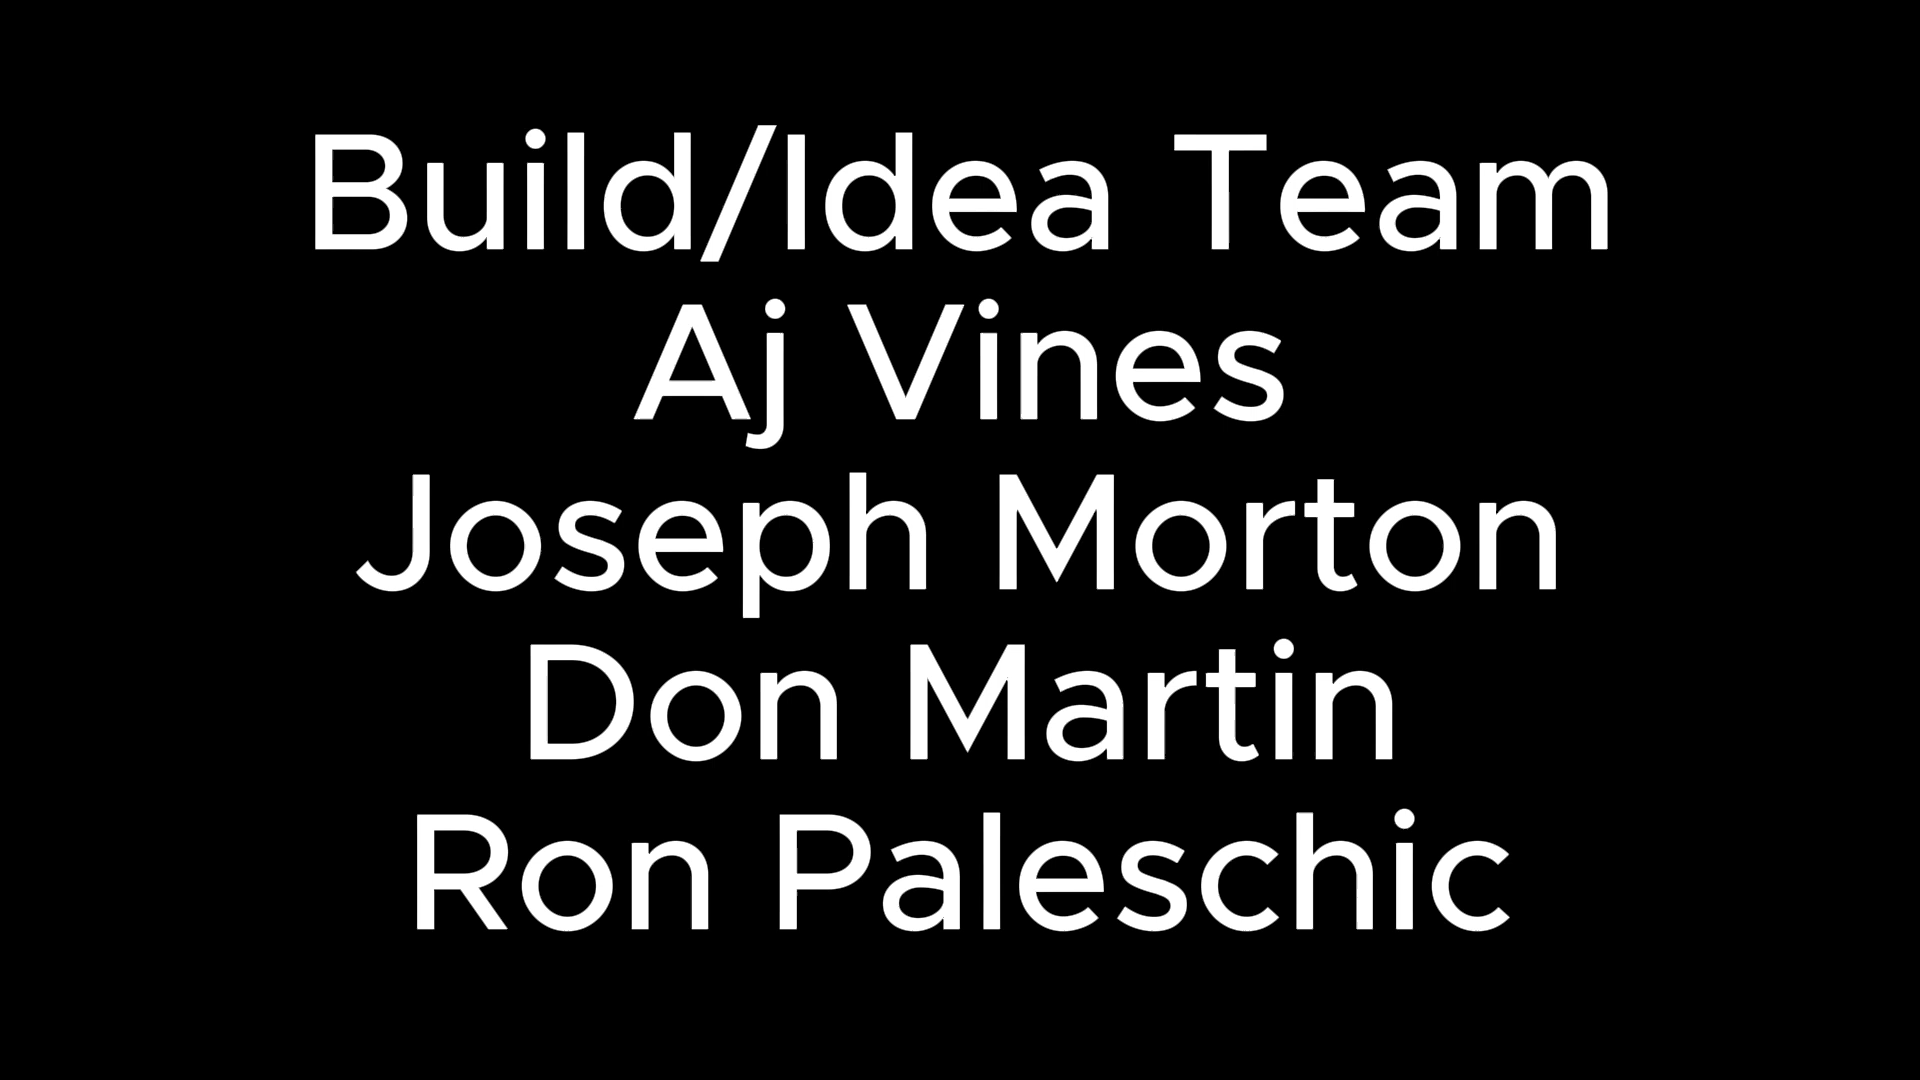 Build/Idea Team
Aj Vines
Joseph Morton
Don Martin
Ron Paleschic